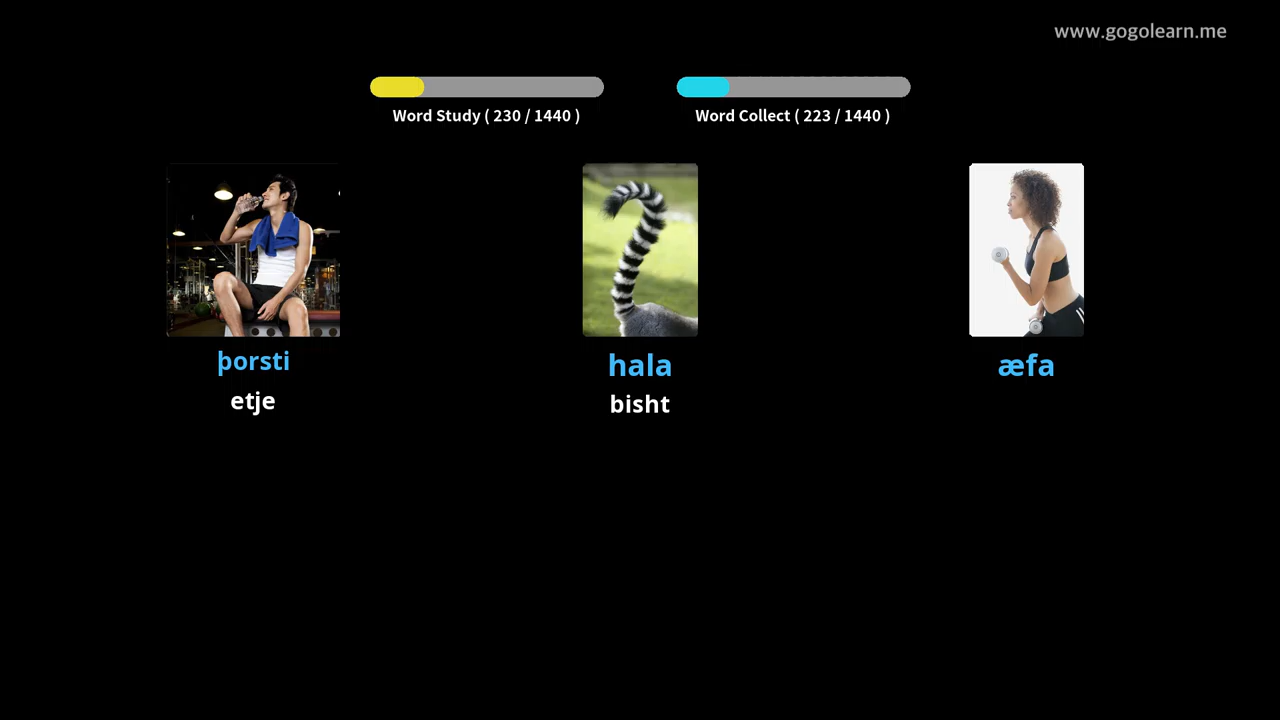 www.gogolearn.me
Word Study ( 230 / 1440 )
Word Collect ( 223 / 1440 )
þorsti
hala
æfa
etje
bisht